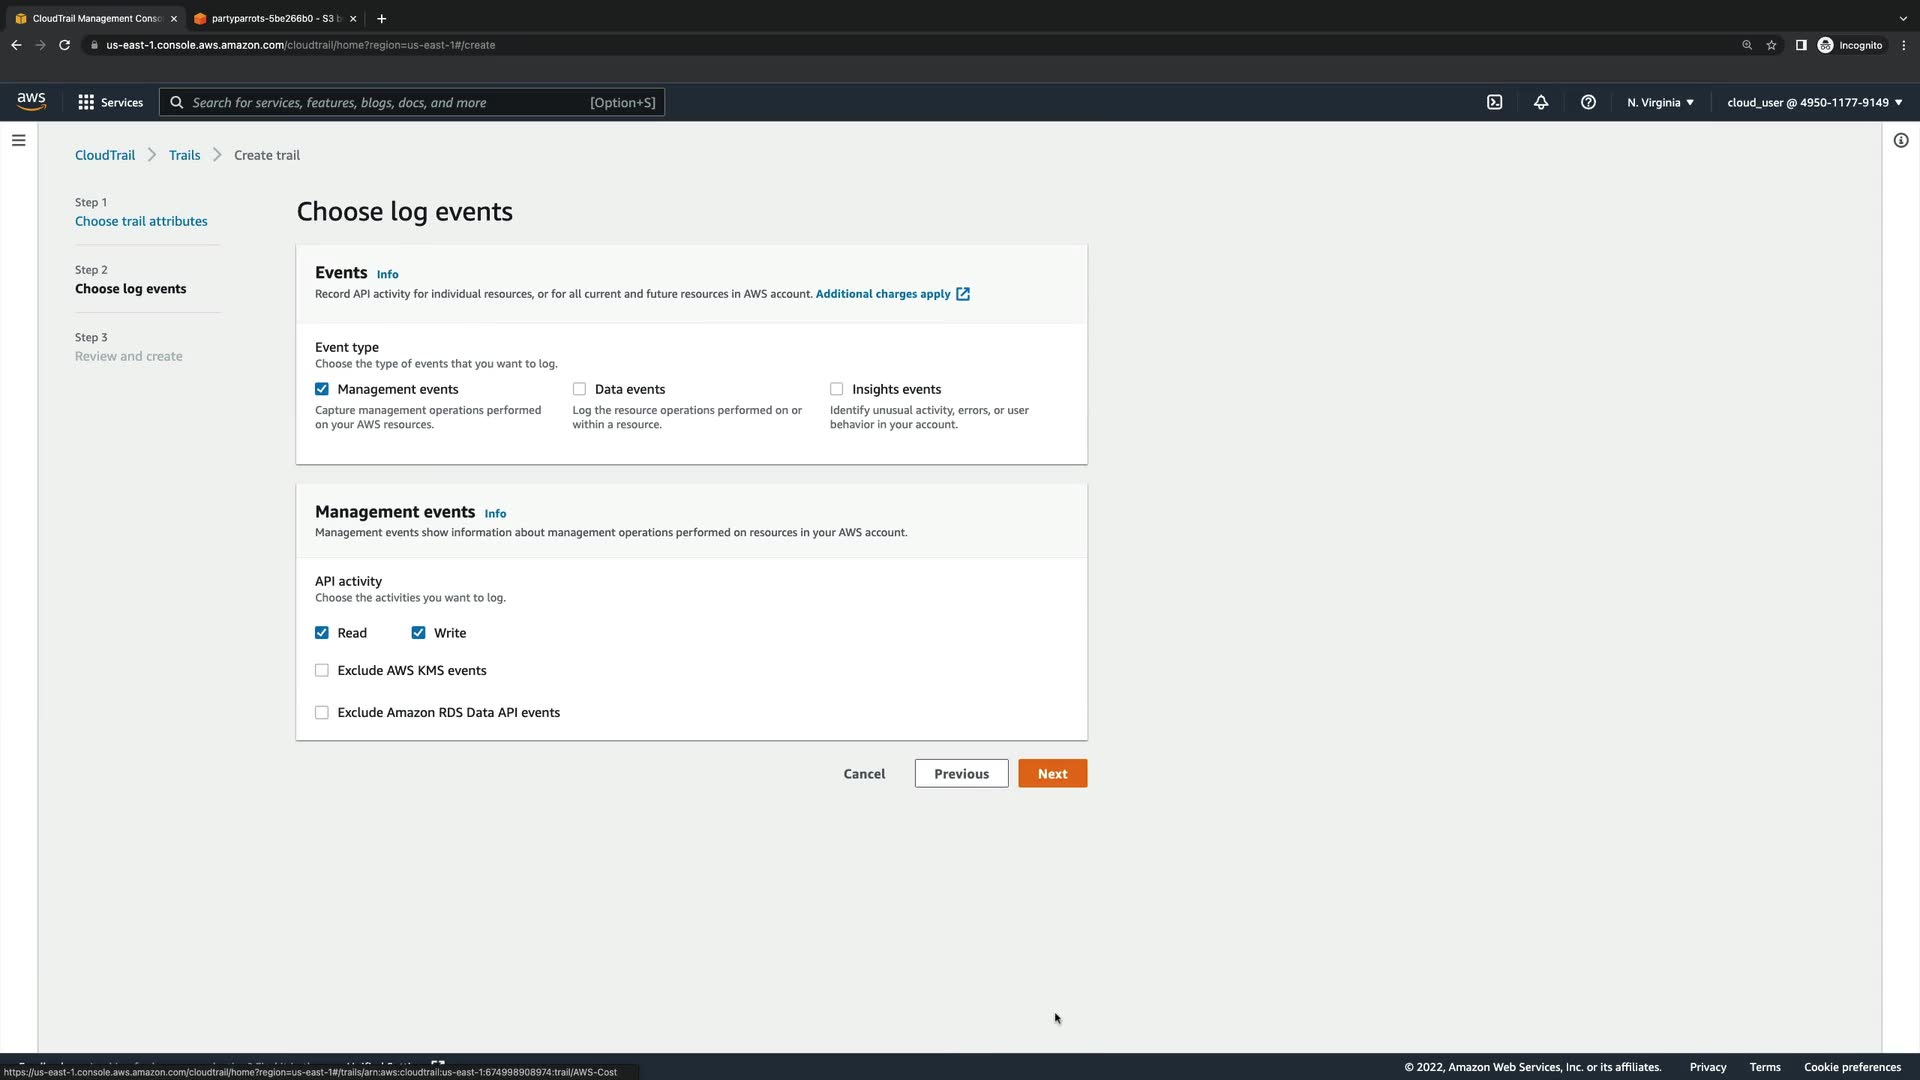 CloudTrail Management Conso
partyparrots-5be266b0 - S3 b
us-east-1.console.aws.amazon.com/cloudtrail/home?region=us-east-1#/create
Incognito
aws
Services
Search for services, features, blogs, docs, and more
[Option+S]
N. Virginia
cloud_user @ 4950-1177-9149
CloudTrail
Trails
Create trail
Step 1
Choose trail attributes
Step 2
Choose log events
Step 3
Review and create
Choose log events
Events Info
Record API activity for individual resources, or for all current and future resources in AWS account. Additional charges apply
Event type
Choose the type of events that you want to log.
Management events
Capture management operations performed
on your AWS resources.
Data events
Log the resource operations performed on or
within a resource.
Insights events
Identify unusual activity, errors, or user
behavior in your account.
Management events Info
Management events show information about management operations performed on resources in your AWS account.
API activity
Choose the activities you want to log.
Read
Write
Exclude AWS KMS events
Exclude Amazon RDS Data API events
Cancel
Previous
Next
https://us-east-1.console.aws.amazon.com/cloudtrail/home?region=us-east-1#/trails/arn:aws:cloudtrail:us-east-1:674998908974:trail/AWS-Cost
© 2022, Amazon Web Services, Inc. or its affiliates.
Privacy
Terms
Cookie preferences